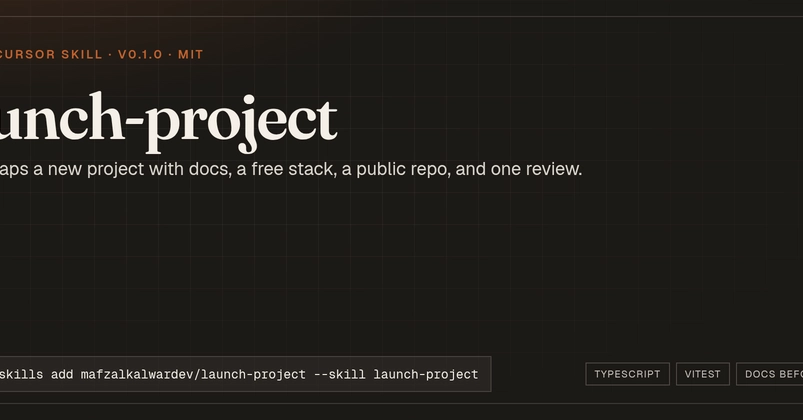 CURSOR SKILL · V0.1.0 · MIT
unch-project
aps a new project with docs, a free stack, a public repo, and one review.
skills add mafzalkalwardev/launch-project --skill launch-project
TYPESCRIPT
VITEST
DOCS BEFO